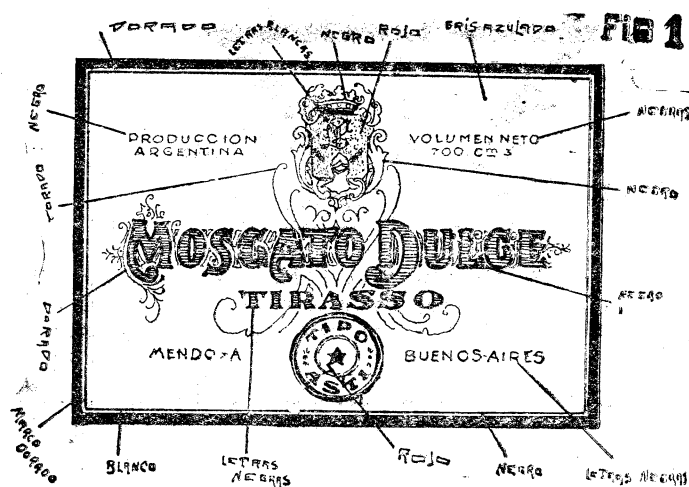 DORADO
LETRAS BLANCAS
NEGRO
ROJO
GRIS AZULADO
FIG 1
NEGRO
PRODUCCION
ARGENTINA
VOLUMEN NETO
700 CTS 3
NEGRAS
DORADO
NEGRO
MOSCATO DULCE
TIRASSO
NEGRO
DORADO
TIPO
ASTI
MENDOZA
BUENOS-AIRES
MARCO
DORADO
BLANCO
LETRAS
NEGRAS
ROJO
NEGRO
LETRAS NEGRAS